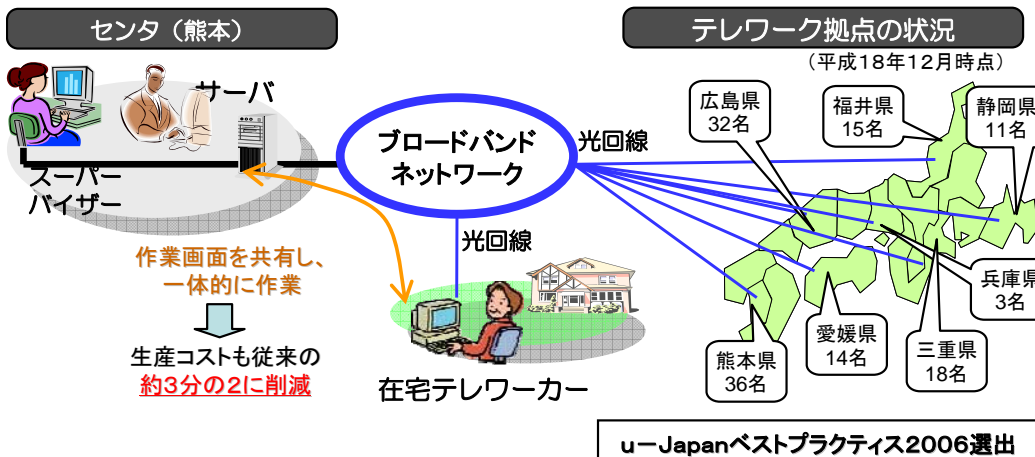 センタ（熊本）
サーバ
スーパー
バイザー
ブロードバンド
ネットワーク
光回線
光回線
作業画面を共有し、
一体的に作業
生産コストも従来の
約３分の２に削減
在宅テレワーカー
テレワーク拠点の状況
（平成18年12月時点）
広島県
32名
福井県
15名
静岡県
11名
兵庫県
3名
三重県
18名
愛媛県
14名
熊本県
36名
uーJapanベストプラクティス2006選出